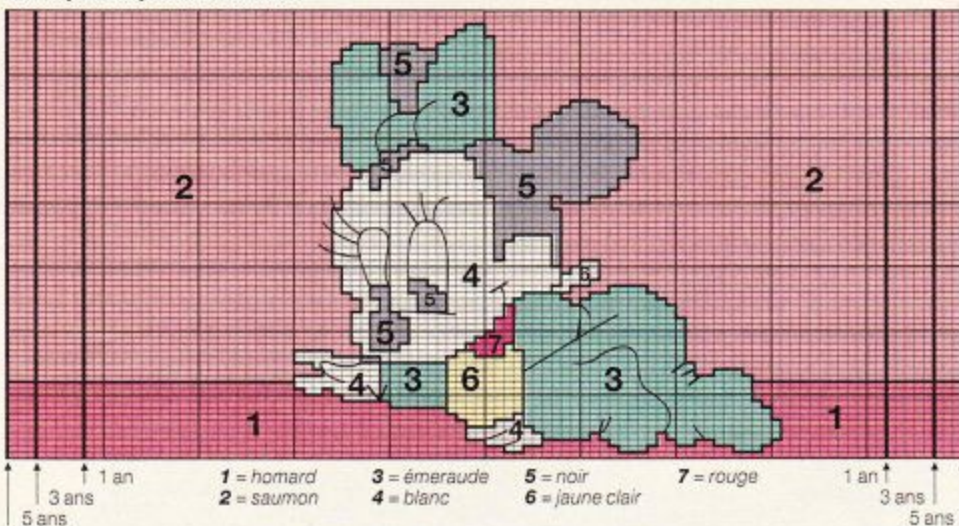 5
3
2
5
5
2
5
4
6
5
5
7
4
3
6
3
4
1
1
1 an
3 ans
5 ans
1 = homard
2 = saumon
3 = émeraude
4 = blanc
5 = noir
6 = jaune clair
7 = rouge
1 an
3 ans
5 ans